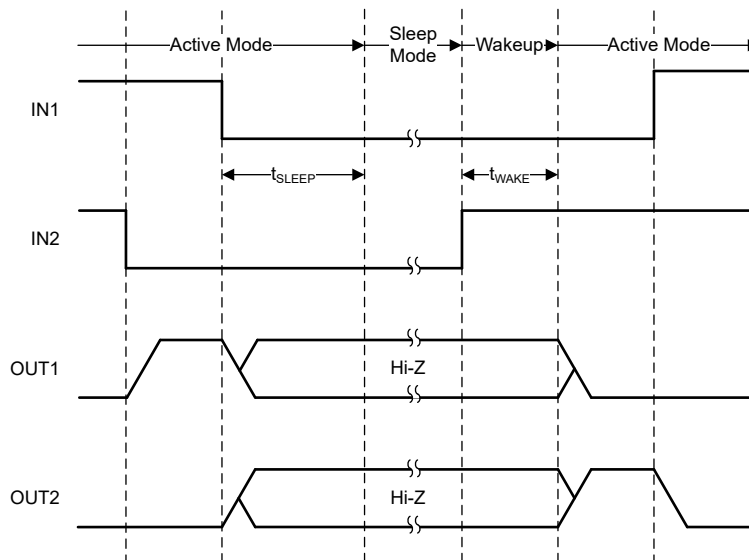 Active Mode
Sleep
Mode
Wakeup
Active Mode
IN1
tSLEEP
tWAKE
IN2
OUT1
Hi-Z
OUT2
Hi-Z